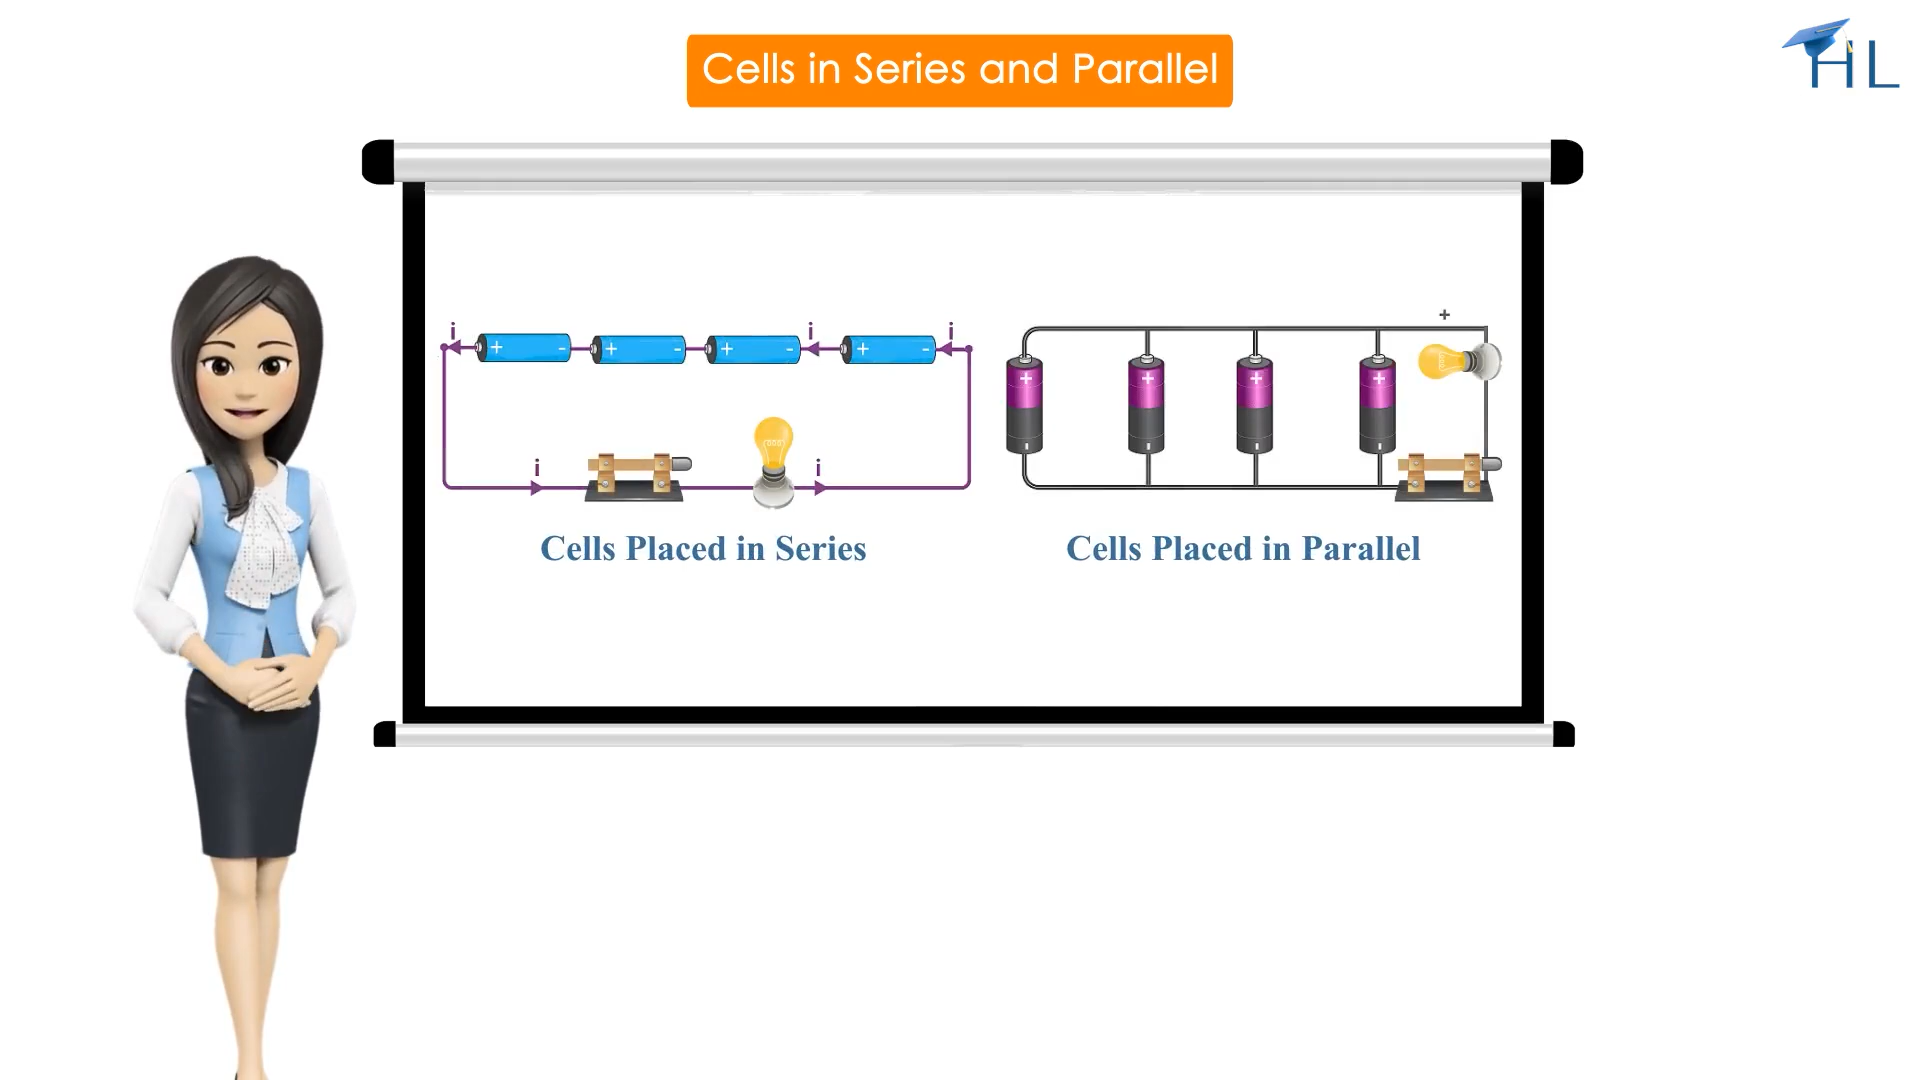 Cells in Series and Parallel
HL
i i i
+ - + - + - + -
i i
Cells Placed in Series
+
+ + + +
- - - -
Cells Placed in Parallel